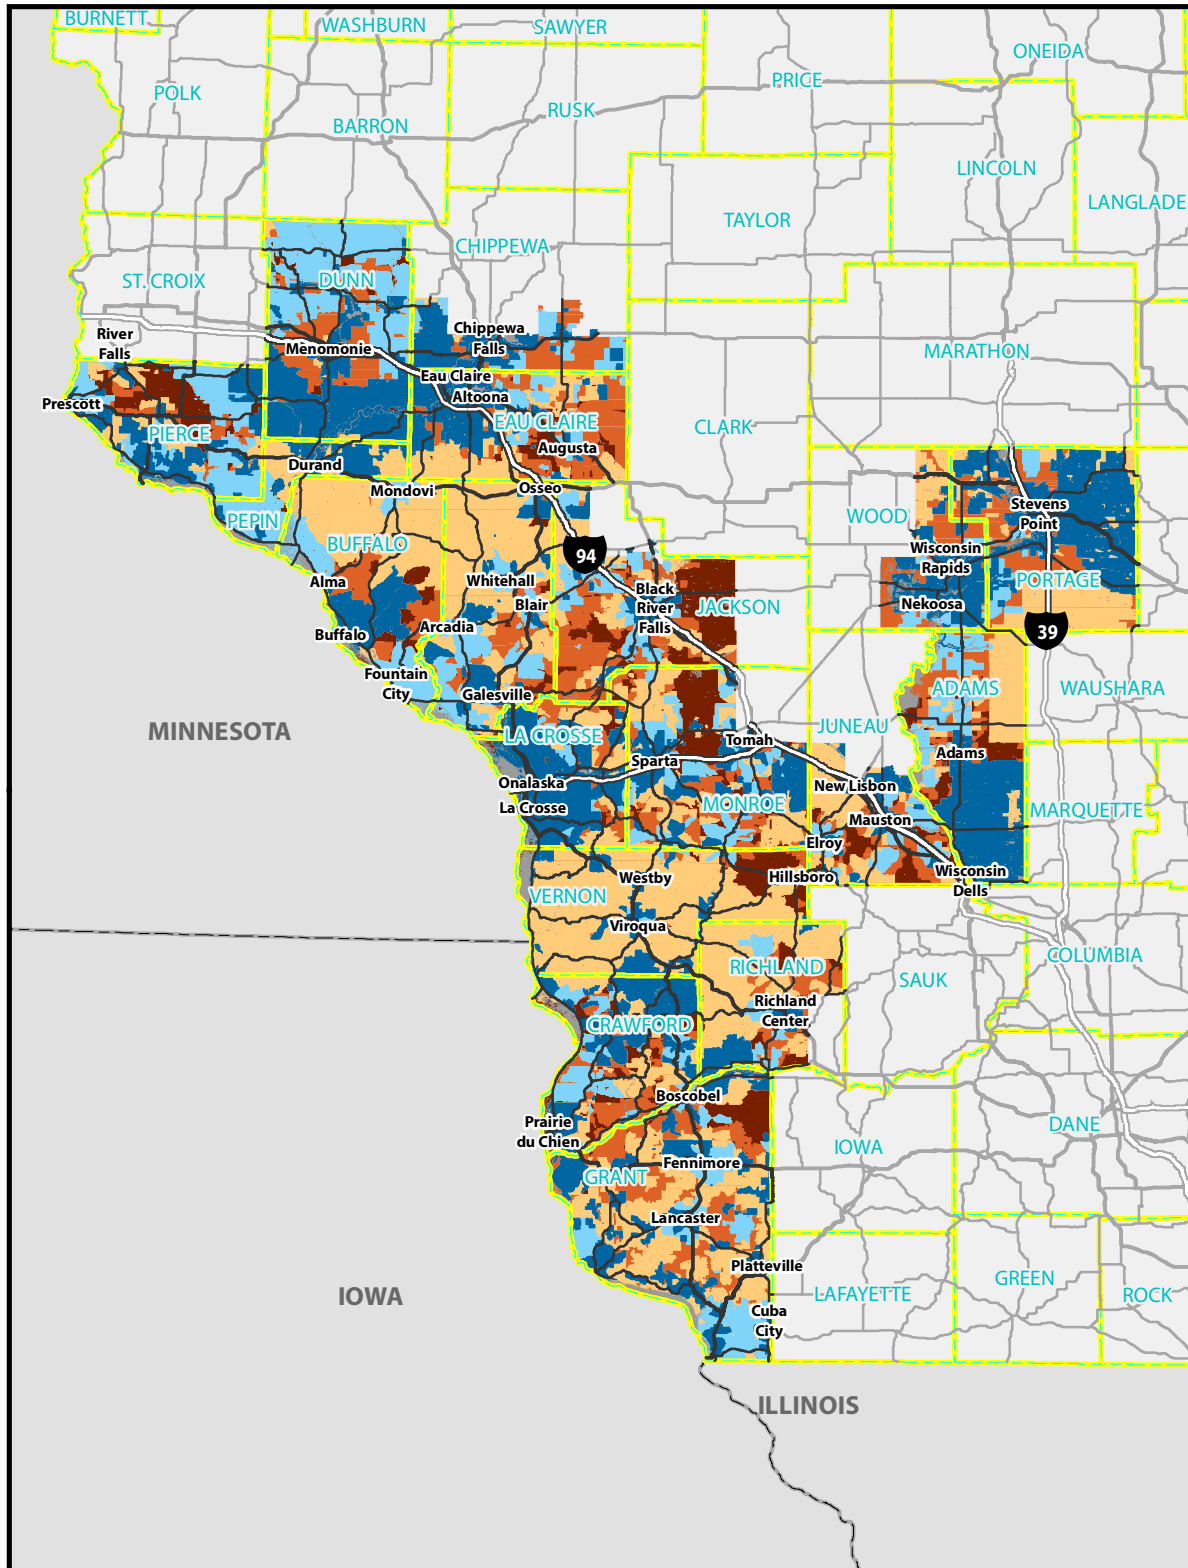 BURNETT
WASHBURN
SAWYER
ONEIDA
PRICE
POLK
RUSK
BARRON
LINCOLN
LANGLADE
TAYLOR
CHIPPEWA
ST. CROIX
DUNN
River
Falls
Chippewa
Falls
Menomonie
MARATHON
Eau Claire
Altoona
Prescott
EAU CLAIRE
CLARK
PIERCE
Augusta
Durand
Mondovi
Osseo
Stevens
Point
PEPIN
WOOD
BUFFALO
94
Wisconsin
Rapids
Alma
Whitehall
PORTAGE
Black
River
Falls
Blair
JACKSON
Nekoosa
Arcadia
Buffalo
39
Fountain
City
Galesville
ADAMS
WAUSHARA
MINNESOTA
LA CROSSE
JUNEAU
Tomah
Adams
Sparta
Onalaska
New Lisbon
La Crosse
MONROE
MARQUETTE
Mauston
Elroy
Wisconsin
Dells
Westby
Hillsboro
VERNON
Viroqua
COLUMBIA
RICHLAND
SAUK
Richland
Center
CRAWFORD
Boscobel
Prairie
du Chien
DANE
IOWA
Fennimore
GRANT
Lancaster
Platteville
GREEN
IOWA
LAFAYETTE
ROCK
Cuba
City
ILLINOIS